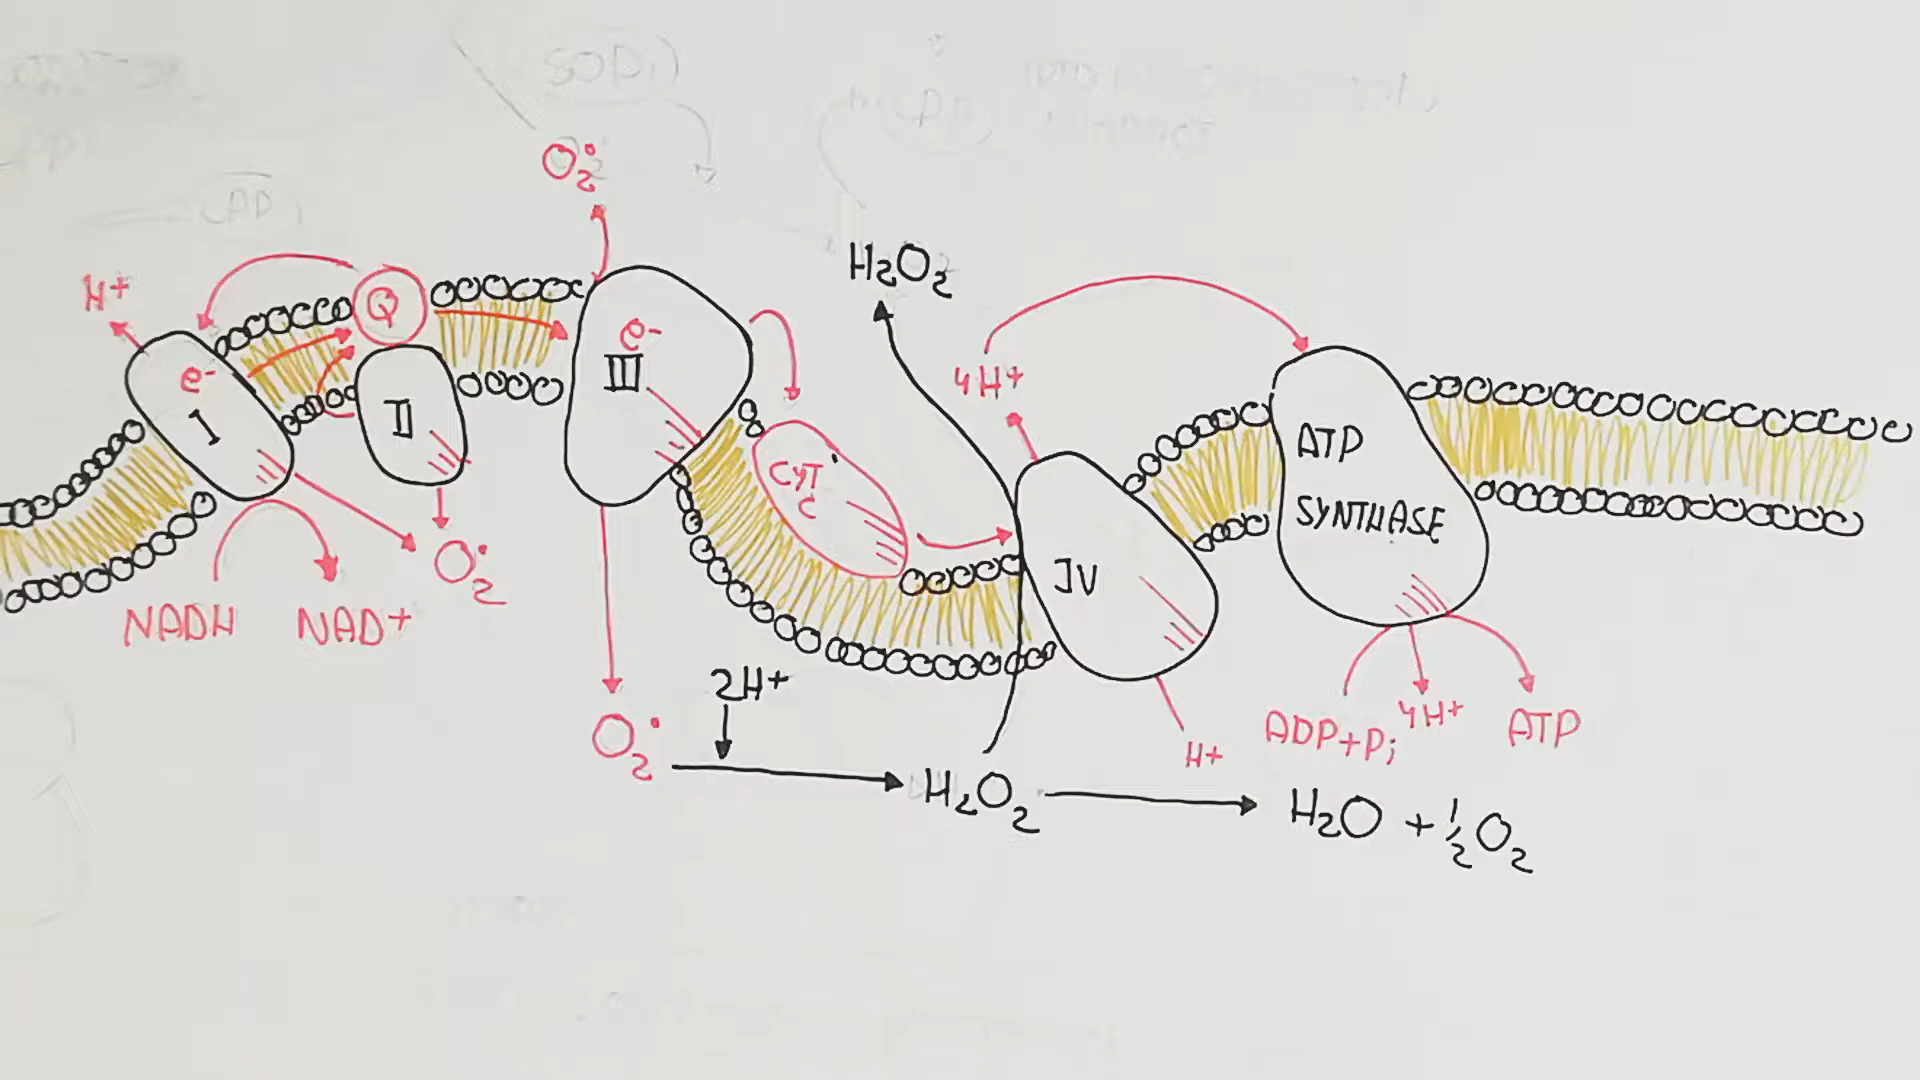 O₂•
H₂O₂
H+
Q
e-
III
e-
I
II
4H+
CYT
C
ATP
SYNTHASE
IV
O₂•
NADH
NAD+
2H+
O₂•
H+
ADP+Pi
4H+
ATP
H₂O₂
H₂O + ½O₂